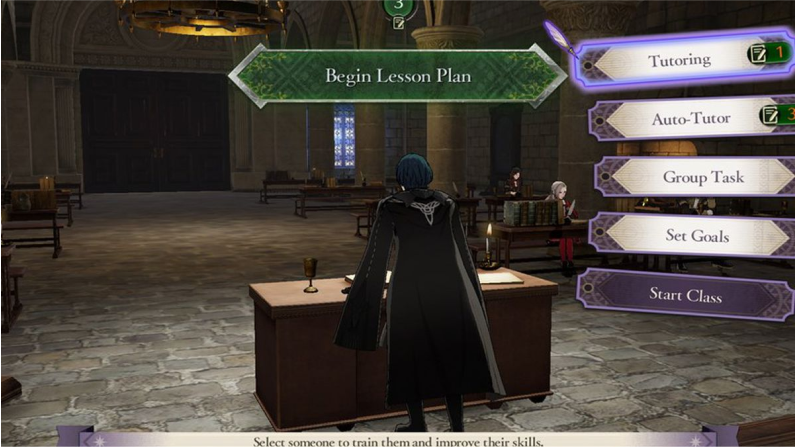 3
Begin Lesson Plan
Tutoring
1
Auto-Tutor
3
Group Task
Set Goals
Start Class
Select someone to train them and improve their skills.